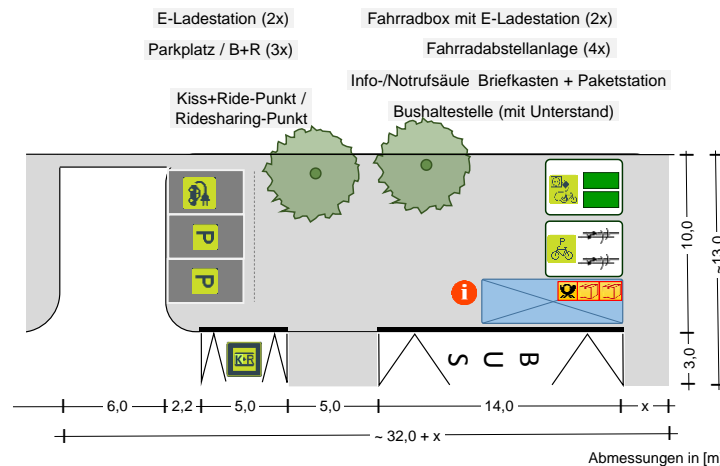 E-Ladestation (2x)
Fahrradbox mit E-Ladestation (2x)
Parkplatz / B+R (3x)
Fahrradabstellanlage (4x)
Info-/Notrufsäule Briefkasten + Paketstation
Kiss+Ride-Punkt /
Ridesharing-Punkt
Bushaltestelle (mit Unterstand)
P
P
P
i
K+R
BUS
10,0
~13,0
3,0
6,0
2,2
5,0
5,0
14,0
x
~ 32,0 + x
Abmessungen in [m